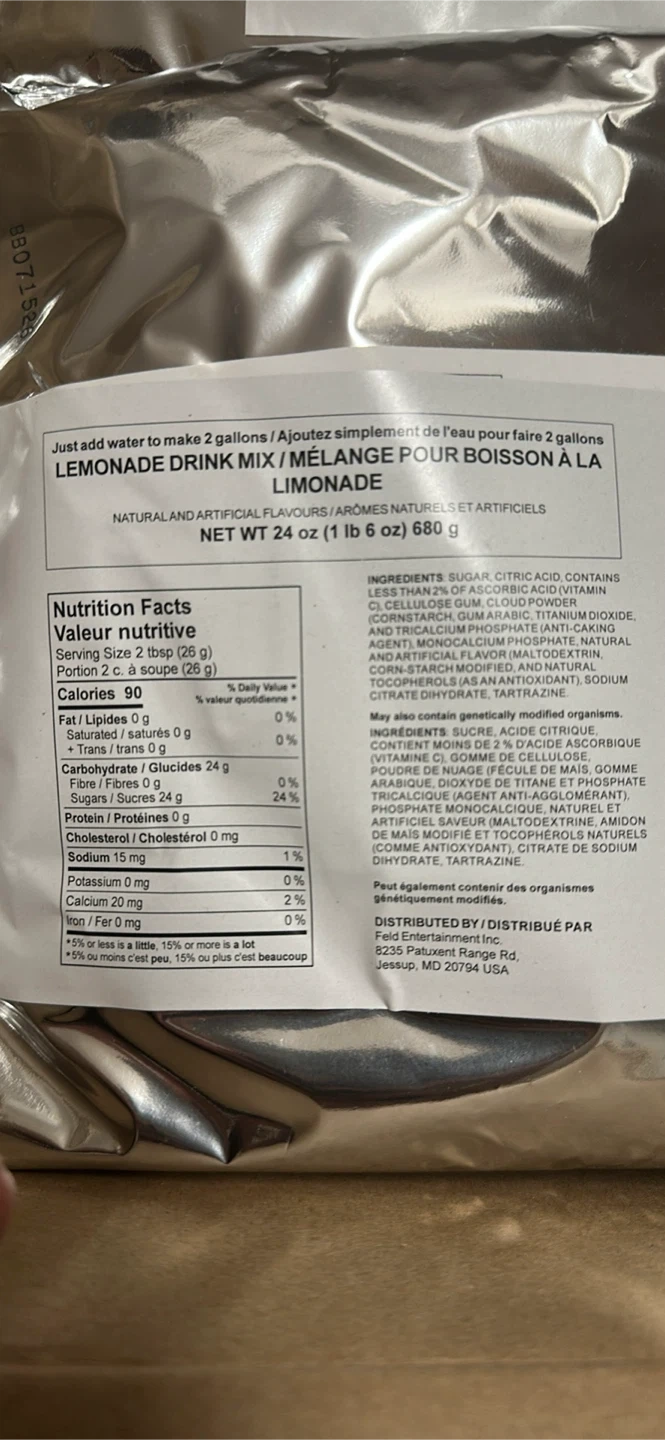 Just add water to make 2 gallons / Ajoutez simplement de l'eau pour faire 2 gallons
LEMONADE DRINK MIX / MÉLANGE POUR BOISSON À LA
LIMONADE
NATURAL AND ARTIFICIAL FLAVOURS / ARÔMES NATURELS ET ARTIFICIELS
NET WT 24 oz (1 lb 6 oz) 680 g
Nutrition Facts
Valeur nutritive
Serving Size 2 tbsp (26 g)
Portion 2 c. à soupe (26 g)
Calories 90
% Daily Value *
% valeur quotidienne *
Fat / Lipides 0 g 0 %
Saturated / saturés 0 g
+ Trans / trans 0 g 0 %
Carbohydrate / Glucides 24 g
Fibre / Fibres 0 g 0 %
Sugars / Sucres 24 g 24 %
Protein / Protéines 0 g
Cholesterol / Cholestérol 0 mg
Sodium 15 mg 1 %
Potassium 0 mg 0 %
Calcium 20 mg 2 %
Iron / Fer 0 mg 0 %
*5% or less is a little, 15% or more is a lot
*5% ou moins c'est peu, 15% ou plus c'est beaucoup
INGREDIENTS: SUGAR, CITRIC ACID, CONTAINS
LESS THAN 2% OF ASCORBIC ACID (VITAMIN
C), CELLULOSE GUM, CLOUD POWDER
(CORNSTARCH, GUM ARABIC, TITANIUM DIOXIDE,
AND TRICALCIUM PHOSPHATE (ANTI-CAKING
AGENT), MONOCALCIUM PHOSPHATE, NATURAL
AND ARTIFICIAL FLAVOR (MALTODEXTRIN,
CORN-STARCH MODIFIED, AND NATURAL
TOCOPHEROLS (AS AN ANTIOXIDANT), SODIUM
CITRATE DIHYDRATE, TARTRAZINE.
May also contain genetically modified organisms.
INGRÉDIENTS: SUCRE, ACIDE CITRIQUE,
CONTIENT MOINS DE 2 % D'ACIDE ASCORBIQUE
(VITAMINE C), GOMME DE CELLULOSE,
POUDRE DE NUAGE (FÉCULE DE MAÏS, GOMME
ARABIQUE, DIOXYDE DE TITANE ET PHOSPHATE
TRICALCIQUE (AGENT ANTI-AGGLOMÉRANT),
PHOSPHATE MONOCALCIQUE, NATUREL ET
ARTIFICIEL SAVEUR (MALTODEXTRINE, AMIDON
DE MAÏS MODIFIÉ ET TOCOPHÉROLS NATURELS
(COMME ANTIOXYDANT), CITRATE DE SODIUM
DIHYDRATE, TARTRAZINE.
Peut également contenir des organismes
génétiquement modifiés.
DISTRIBUTED BY / DISTRIBUÉ PAR
Feld Entertainment Inc.
8235 Patuxent Range Rd,
Jessup, MD 20794 USA